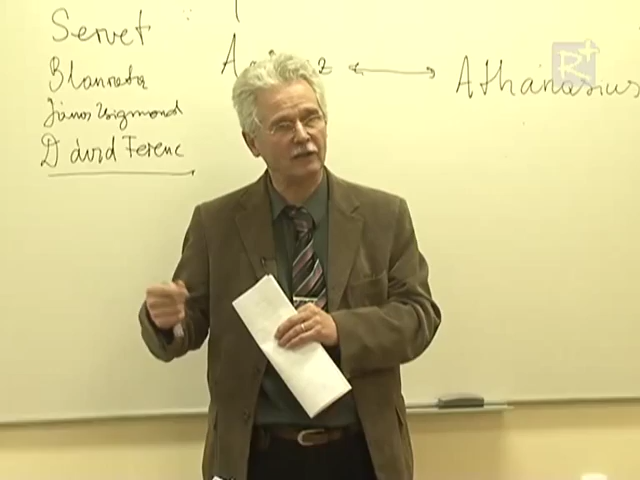 Servet
Blandrata
János Zsigmond
Dávid Ferenc
Athanasius
R+